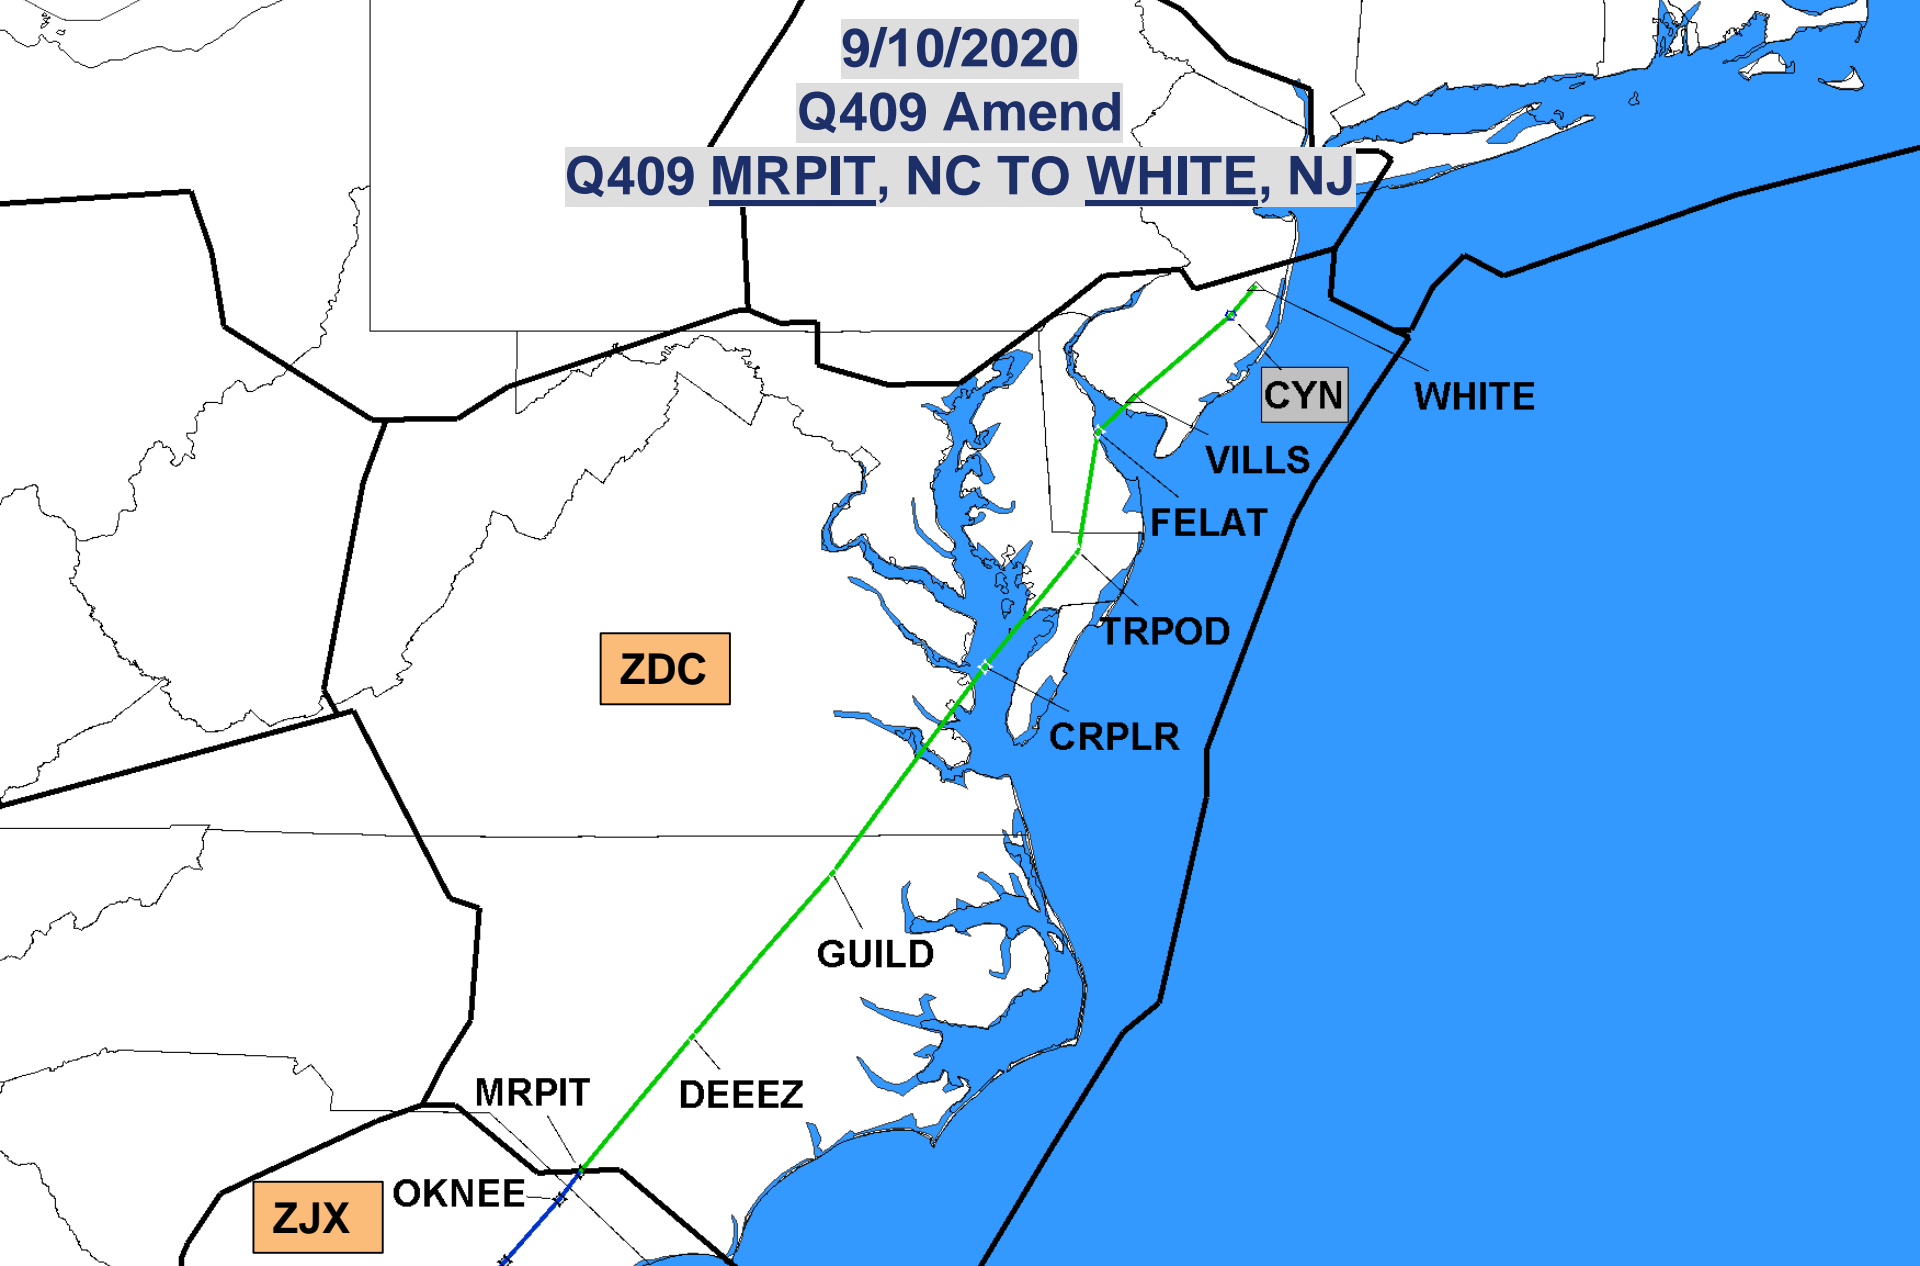 9/10/2020
Q409 Amend
Q409 MRPIT, NC TO WHITE, NJ
CYN
WHITE
VILLS
FELAT
TRPOD
ZDC
CRPLR
GUILD
MRPIT
DEEEZ
OKNEE
ZJX